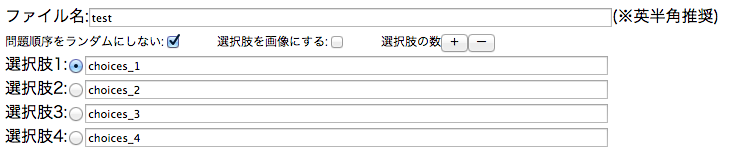 ファイル名:test(※英半角推奨)
問題順序をランダムにしない: 選択肢を画像にする: 選択肢の数 + −
選択肢1: choices_1
選択肢2: choices_2
選択肢3: choices_3
選択肢4: choices_4